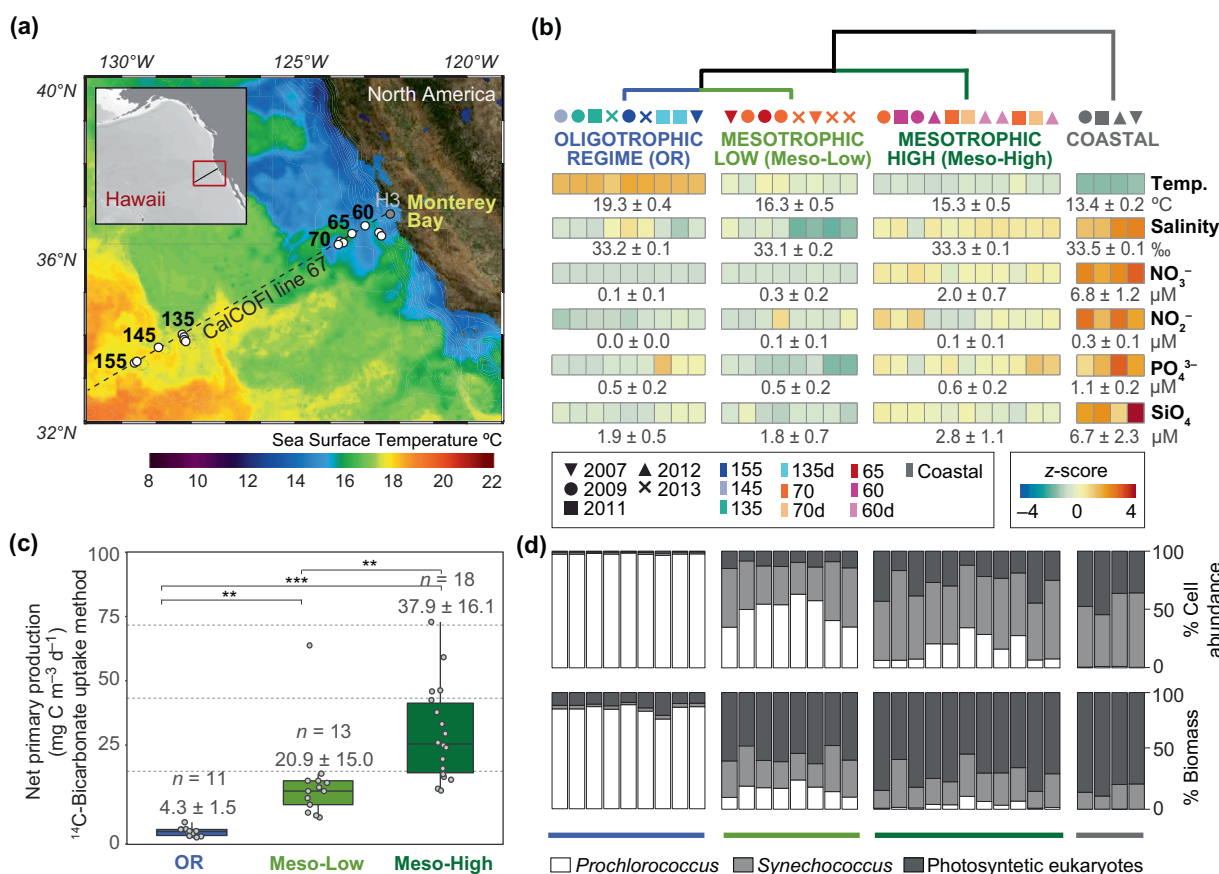 (a)
130°W
125°W
120°W
40°N
36°N
32°N
North America
Hawaii
H3
Monterey
Bay
60
65
70
CalCOFI line 67
135
145
155
Sea Surface Temperature ºC
8 10 12 14 16 18 20 22
(b)
OLIGOTROPHIC
REGIME (OR)
MESOTROPHIC
LOW (Meso-Low)
MESOTROPHIC
HIGH (Meso-High)
COASTAL
Temp.
19.3 ± 0.4 16.3 ± 0.5 15.3 ± 0.5 13.4 ± 0.2 ºC
Salinity
33.2 ± 0.1 33.1 ± 0.2 33.3 ± 0.1 33.5 ± 0.1 ‰
NO₃⁻
0.1 ± 0.1 0.3 ± 0.2 2.0 ± 0.7 6.8 ± 1.2 µM
NO₂⁻
0.0 ± 0.0 0.1 ± 0.1 0.1 ± 0.1 0.3 ± 0.1 µM
PO₄³⁻
0.5 ± 0.2 0.5 ± 0.2 0.6 ± 0.2 1.1 ± 0.2 µM
SiO₄
1.9 ± 0.5 1.8 ± 0.7 2.8 ± 1.1 6.7 ± 2.3 µM
2007 2012 155 135d 65 Coastal
2009 2013 145 70 60
2011 135 70d 60d
z-score
−4 0 4
(c)
Net primary production
(mg C m⁻³ d⁻¹)
¹⁴C-Bicarbonate uptake method
100
75
50
25
0
**
***
**
n = 18
37.9 ± 16.1
n = 13
20.9 ± 15.0
n = 11
4.3 ± 1.5
OR Meso-Low Meso-High
(d)
100
50
0
% Cell
abundance
100
50
0
% Biomass
Prochlorococcus Synechococcus Photosyntetic eukaryotes